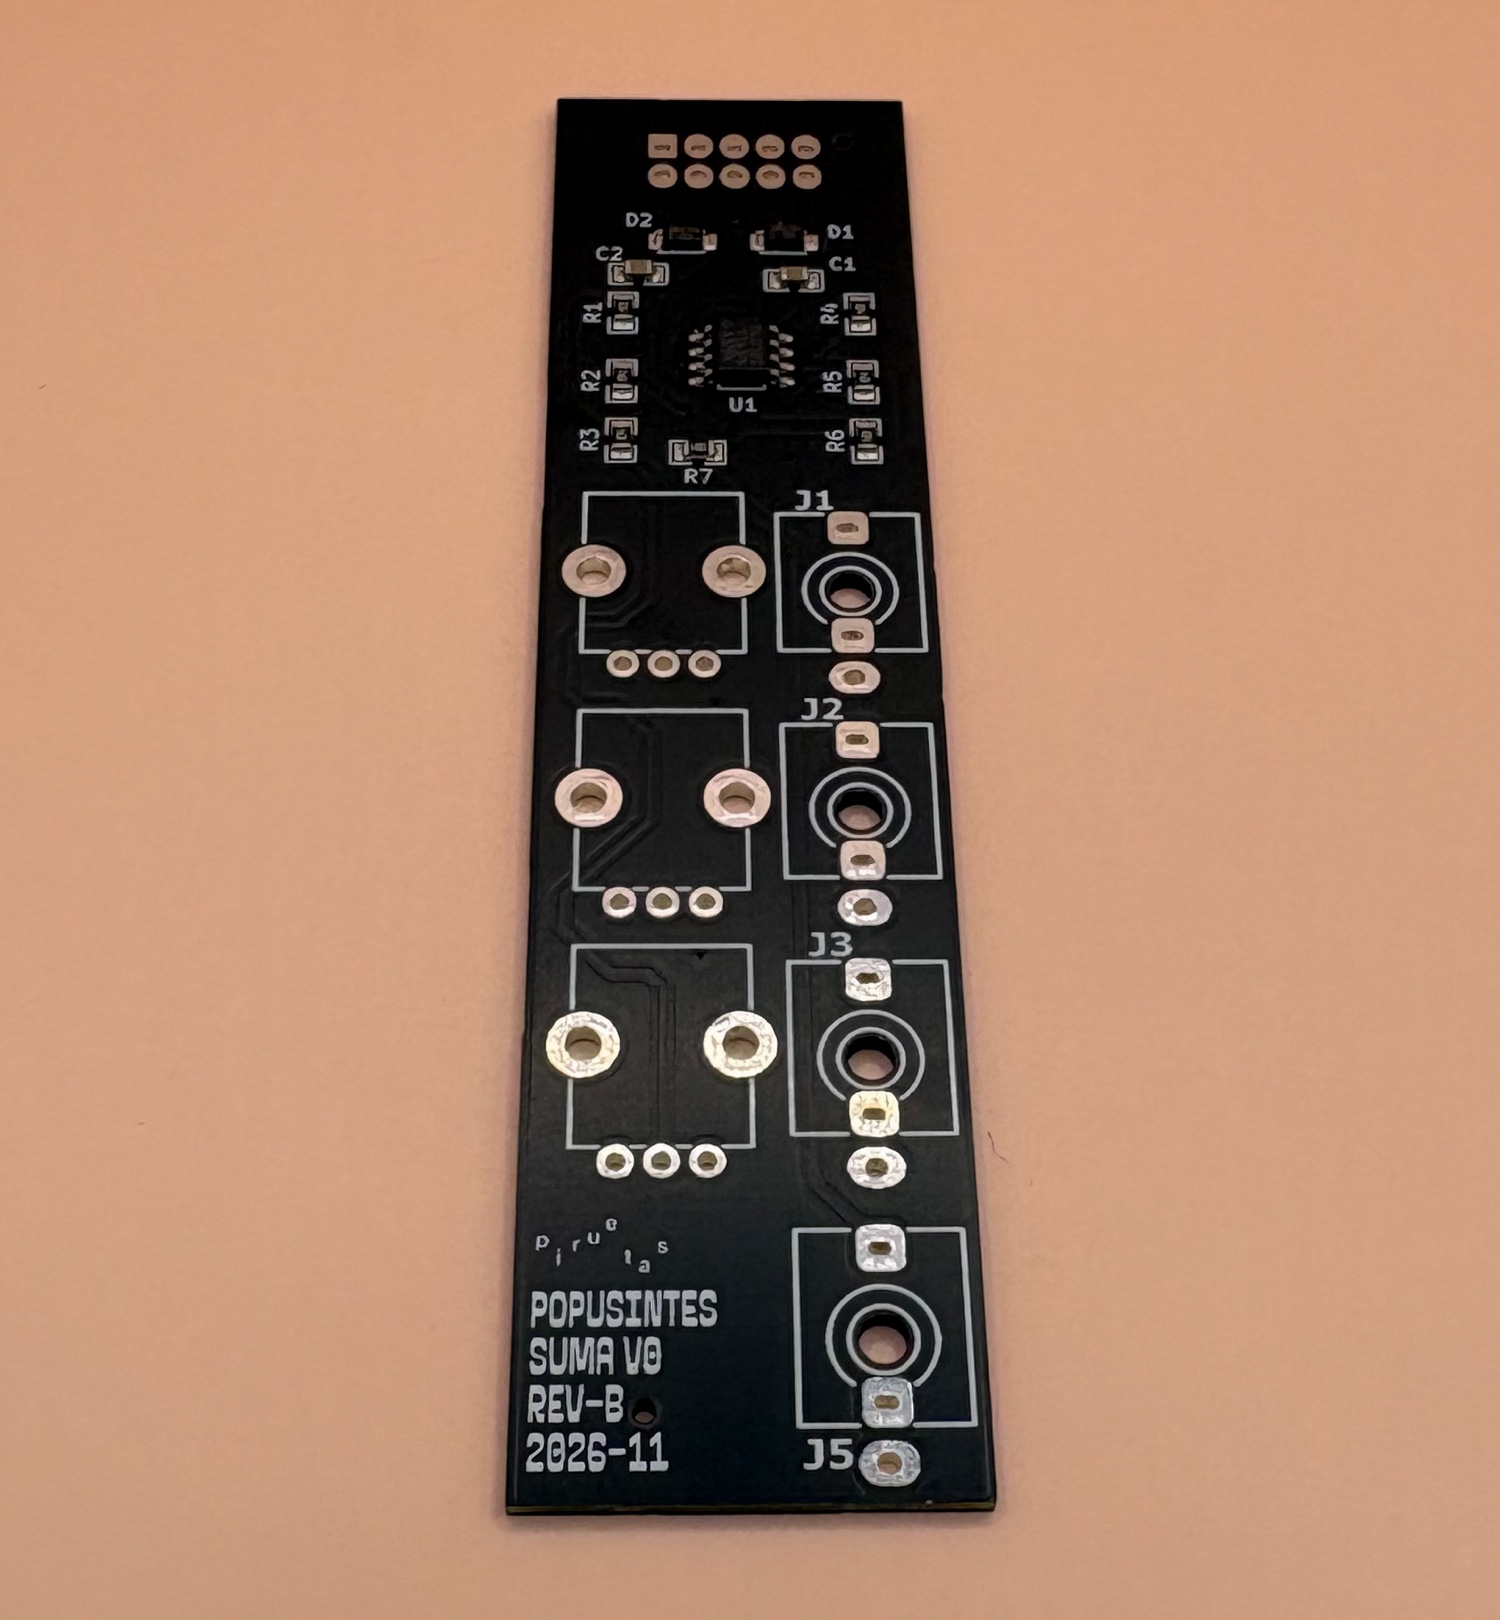 D2 D1
C2 C1
R1 R4
R2 R5
U1
R3 R6
R7
J1
J2
J3
piruetas
POPUSINTES
SUMA V0
REV-B
2026-11
J5